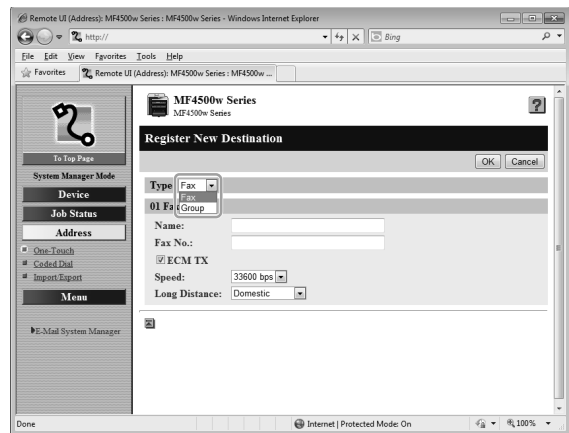 Remote UI (Address): MF4500w Series : MF4500w Series - Windows Internet Explorer
http://
Bing
File Edit View Favorites Tools Help
Favorites Remote UI (Address): MF4500w Series : MF4500w ...
MF4500w Series
MF4500w Series
?
Register New Destination
OK Cancel
To Top Page
System Manager Mode
Device
Job Status
Address
One-Touch
Coded Dial
Import/Export
Menu
E-Mail System Manager
Type Fax
Fax
Group
01 Fa
Name:
Fax No.:
ECM TX
Speed: 33600 bps
Long Distance: Domestic
Done
Internet | Protected Mode: On
100%